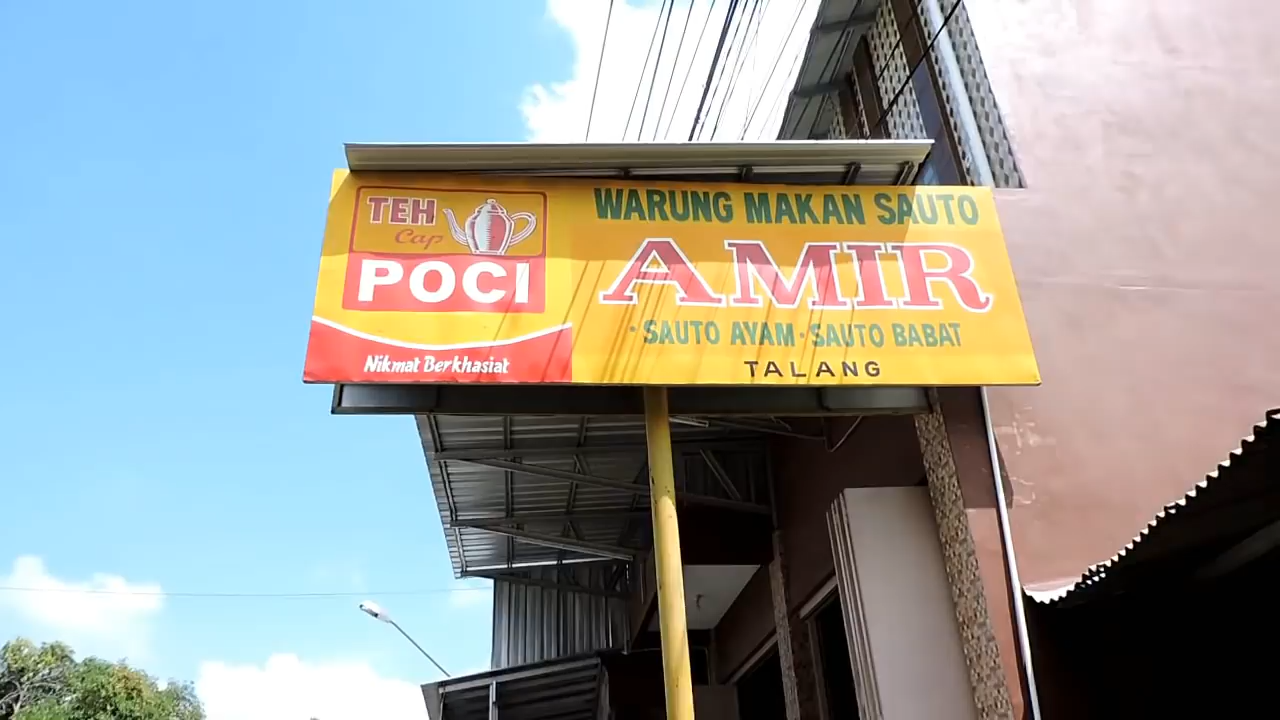 TEH
Cap
POCI
Nikmat Berkhasiat
WARUNG MAKAN SAUTO
AMIR
• SAUTO AYAM • SAUTO BABAT
TALANG